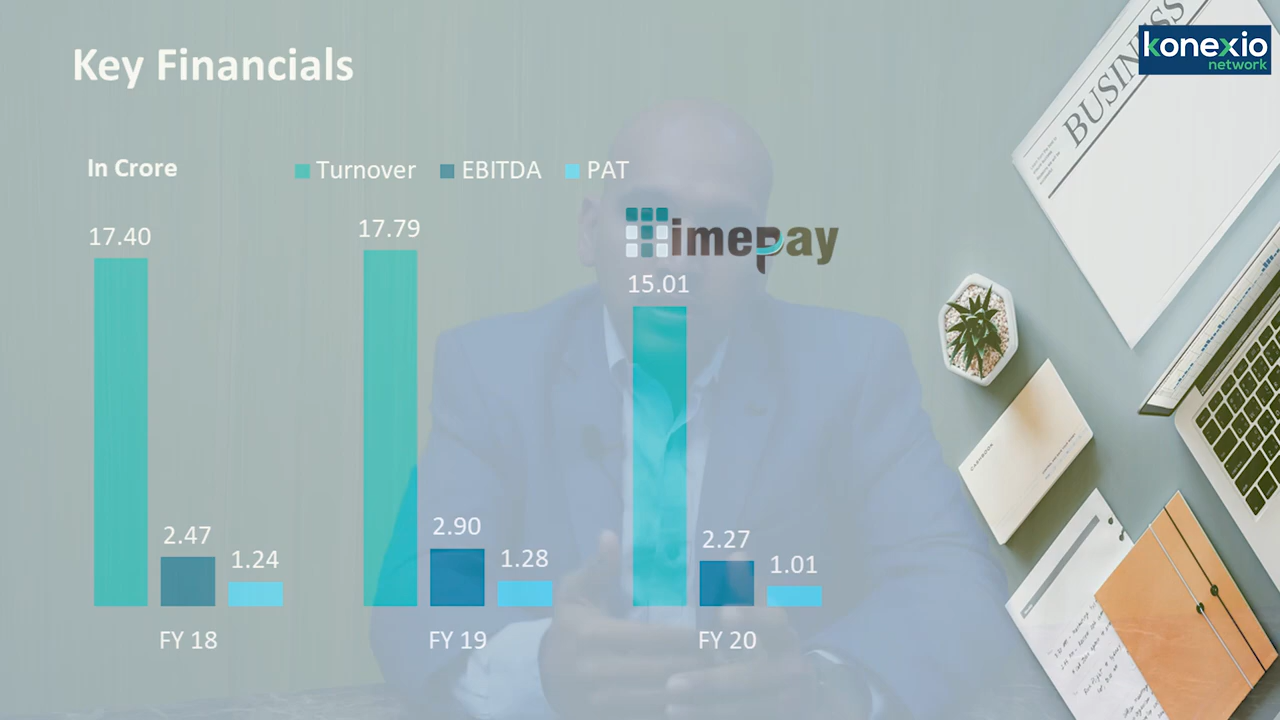 Key Financials
konexio
network
BUSINESS
In Crore
Turnover
EBITDA
PAT
17.40
17.79
15.01
imepay
2.47
1.24
2.90
1.28
2.27
1.01
FY 18
FY 19
FY 20
CASHBOOK